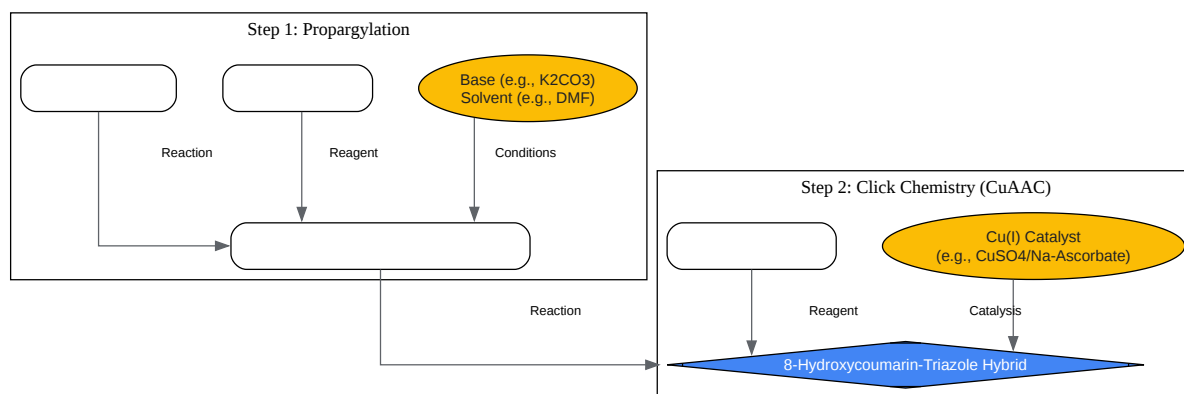 Step 1: Propargylation
Base (e.g., K2CO3)
Solvent (e.g., DMF)
Reaction
Reagent
Conditions
Step 2: Click Chemistry (CuAAC)
Cu(I) Catalyst
(e.g., CuSO4/Na-Ascorbate)
Reaction
Reagent
Catalysis
8-Hydroxycoumarin-Triazole Hybrid